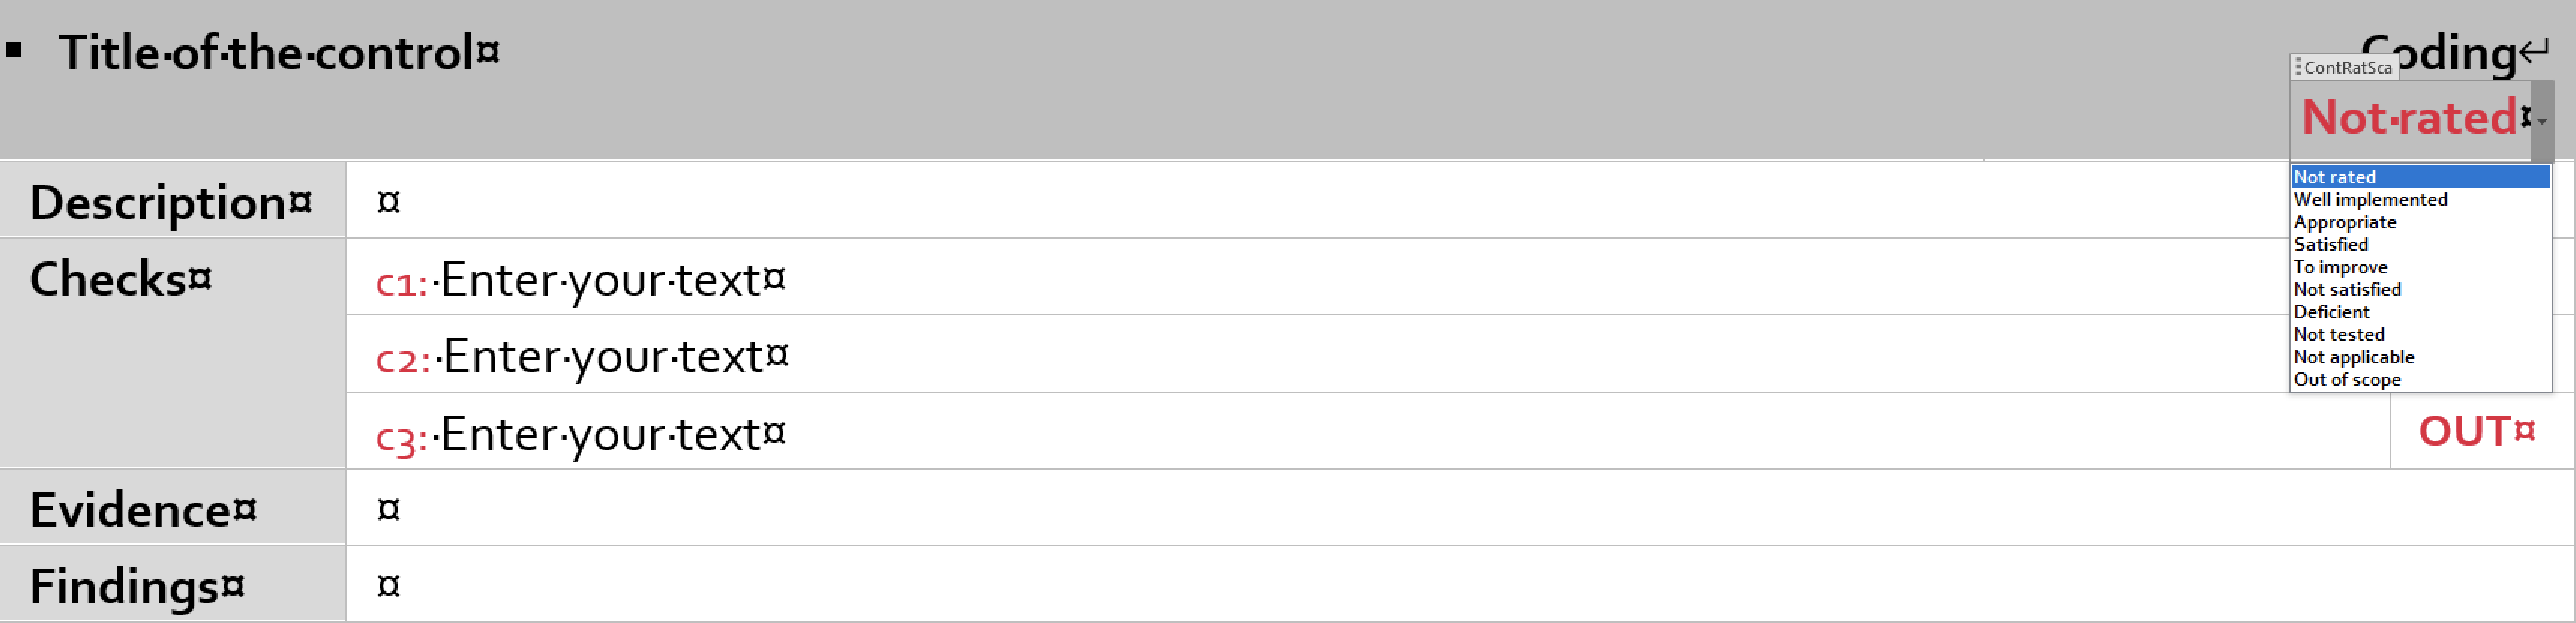 ▪ Title·of·the·control¤
Coding↵
ContRatSca
Not·rated¤
Not rated
Well implemented
Appropriate
Satisfied
To improve
Not satisfied
Deficient
Not tested
Not applicable
Out of scope
Description¤ ¤
Checks¤ c1:·Enter·your·text¤
c2:·Enter·your·text¤
c3:·Enter·your·text¤ OUT¤
Evidence¤ ¤
Findings¤ ¤